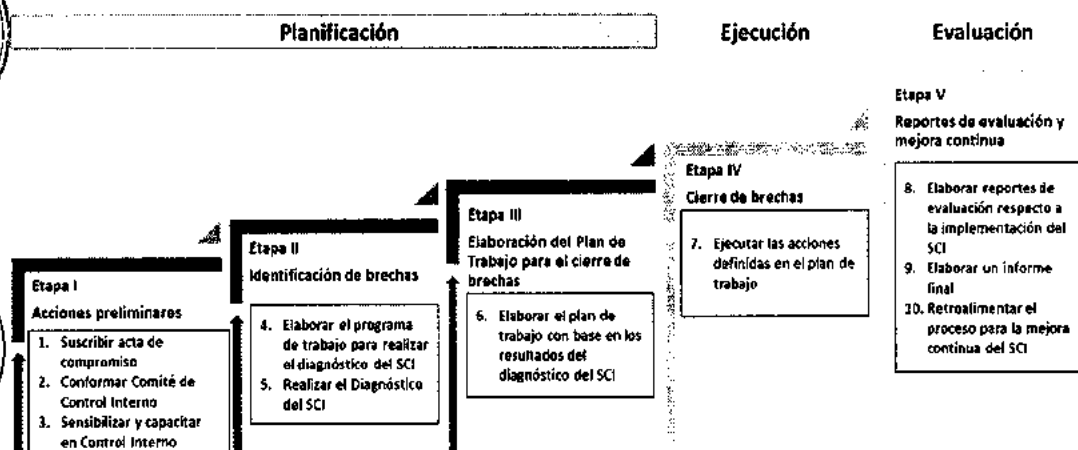 Planificación
Ejecución
Evaluación
Etapa I
Acciones preliminares
1. Suscribir acta de
compromiso
2. Conformar Comité de
Control Interno
3. Sensibilizar y capacitar
en Control Interno
Etapa II
Identificación de brechas
4. Elaborar el programa
de trabajo para realizar
el diagnóstico del SCI
5. Realizar el Diagnóstico
del SCI
Etapa III
Elaboración del Plan de
Trabajo para el cierre de
brechas
6. Elaborar el plan de
trabajo con base en los
resultados del
diagnóstico del SCI
Etapa IV
Cierre de brechas
7. Ejecutar las acciones
definidas en el plan de
trabajo
Etapa V
Reportes de evaluación y
mejora continua
8. Elaborar reportes de
evaluación respecto a
la implementación del
SCI
9. Elaborar un informe
final
10. Retroalimentar el
proceso para la mejora
continua del SCI